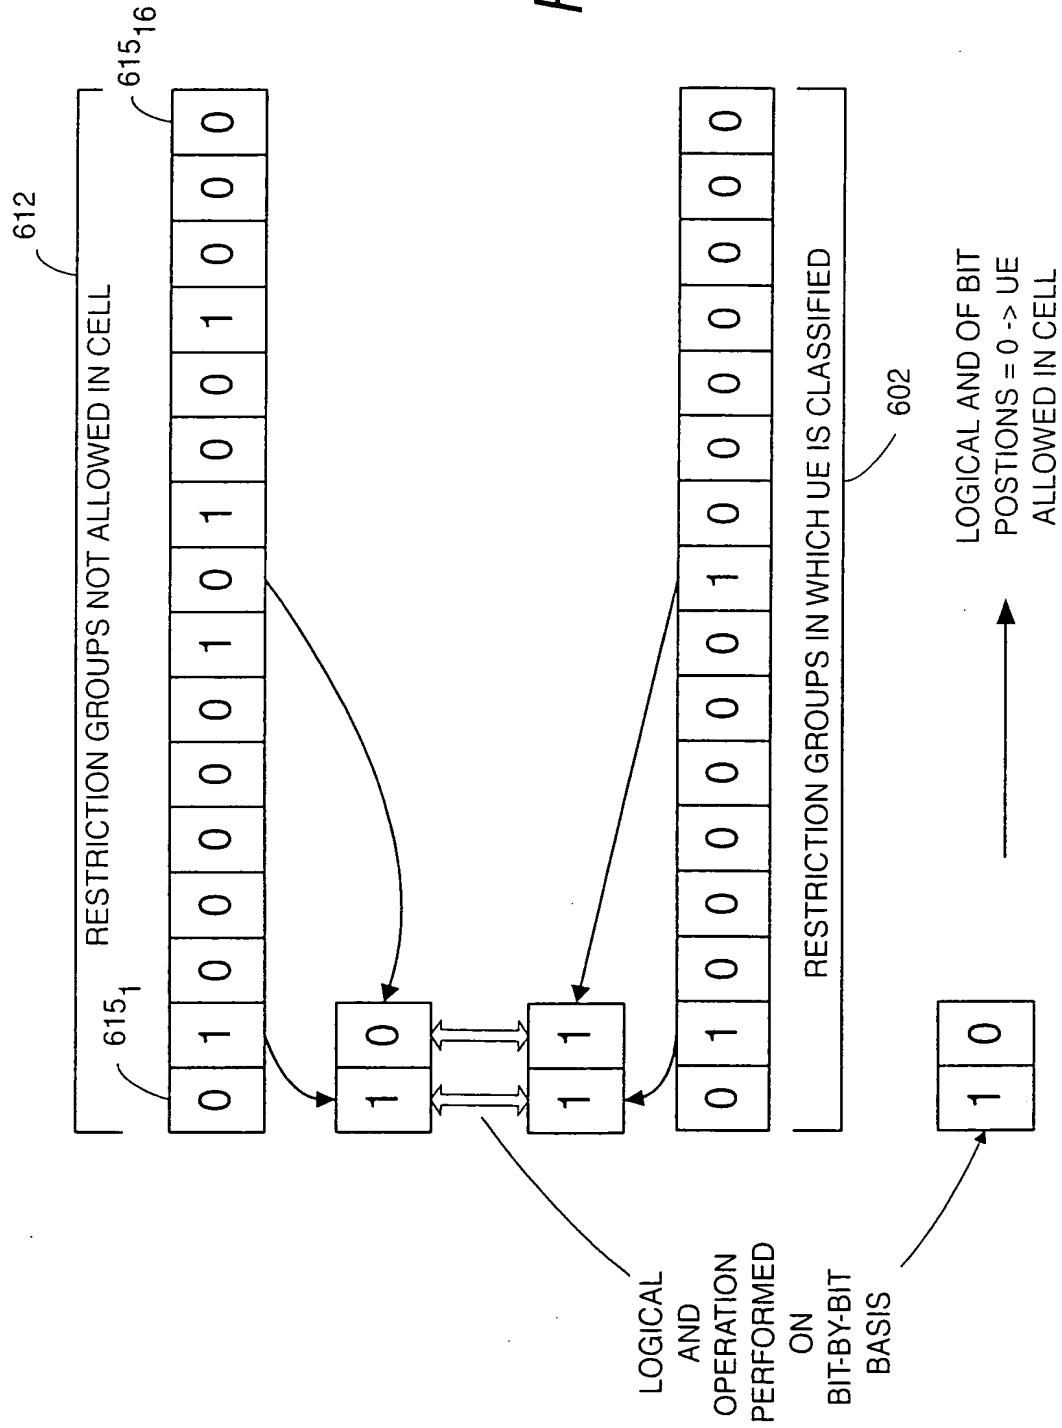 612
RESTRICTION GROUPS NOT ALLOWED IN CELL
615₁
615₁₆
0 1 0 0 0 0 0 1 0 1 0 0 1 0 0 0
1 0
1 1
0 1 0 0 0 0 0 0 1 0 0 0 0 0 0 0
RESTRICTION GROUPS IN WHICH UE IS CLASSIFIED
602
LOGICAL
AND
OPERATION
PERFORMED
ON
BIT-BY-BIT
BASIS
1 0
LOGICAL AND OF BIT
POSTIONS = 0 -> UE
ALLOWED IN CELL